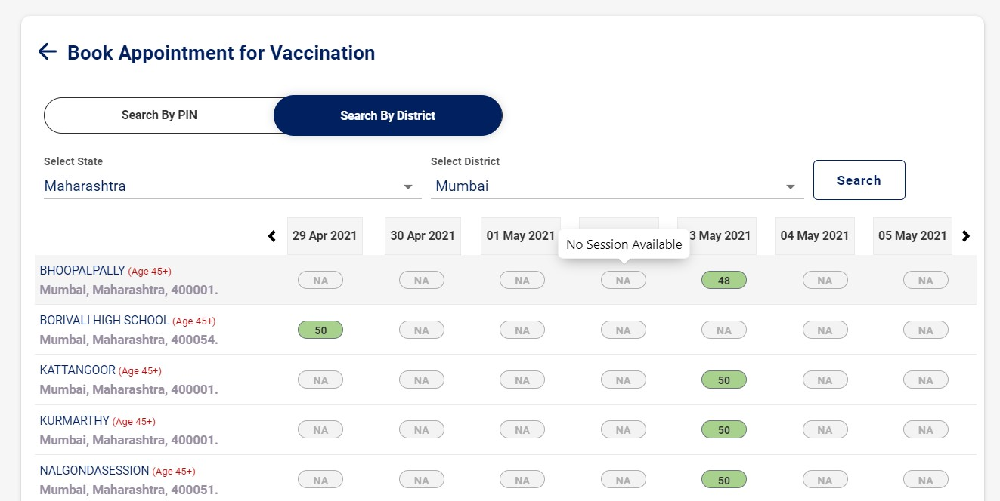 Book Appointment for Vaccination
Search By PIN
Search By District
Select State
Select District
Maharashtra
Mumbai
Search
29 Apr 2021 30 Apr 2021 01 May 2021 3 May 2021 04 May 2021 05 May 2021
No Session Available
BHOOPALPALLY (Age 45+)
Mumbai, Maharashtra, 400001.
NA NA NA NA 48 NA NA
BORIVALI HIGH SCHOOL (Age 45+)
Mumbai, Maharashtra, 400054.
50 NA NA NA NA NA NA
KATTANGOOR (Age 45+)
Mumbai, Maharashtra, 400001.
NA NA NA NA 50 NA NA
KURMARTHY (Age 45+)
Mumbai, Maharashtra, 400001.
NA NA NA NA 50 NA NA
NALGONDASESSION (Age 45+)
Mumbai, Maharashtra, 400051.
NA NA NA NA 50 NA NA